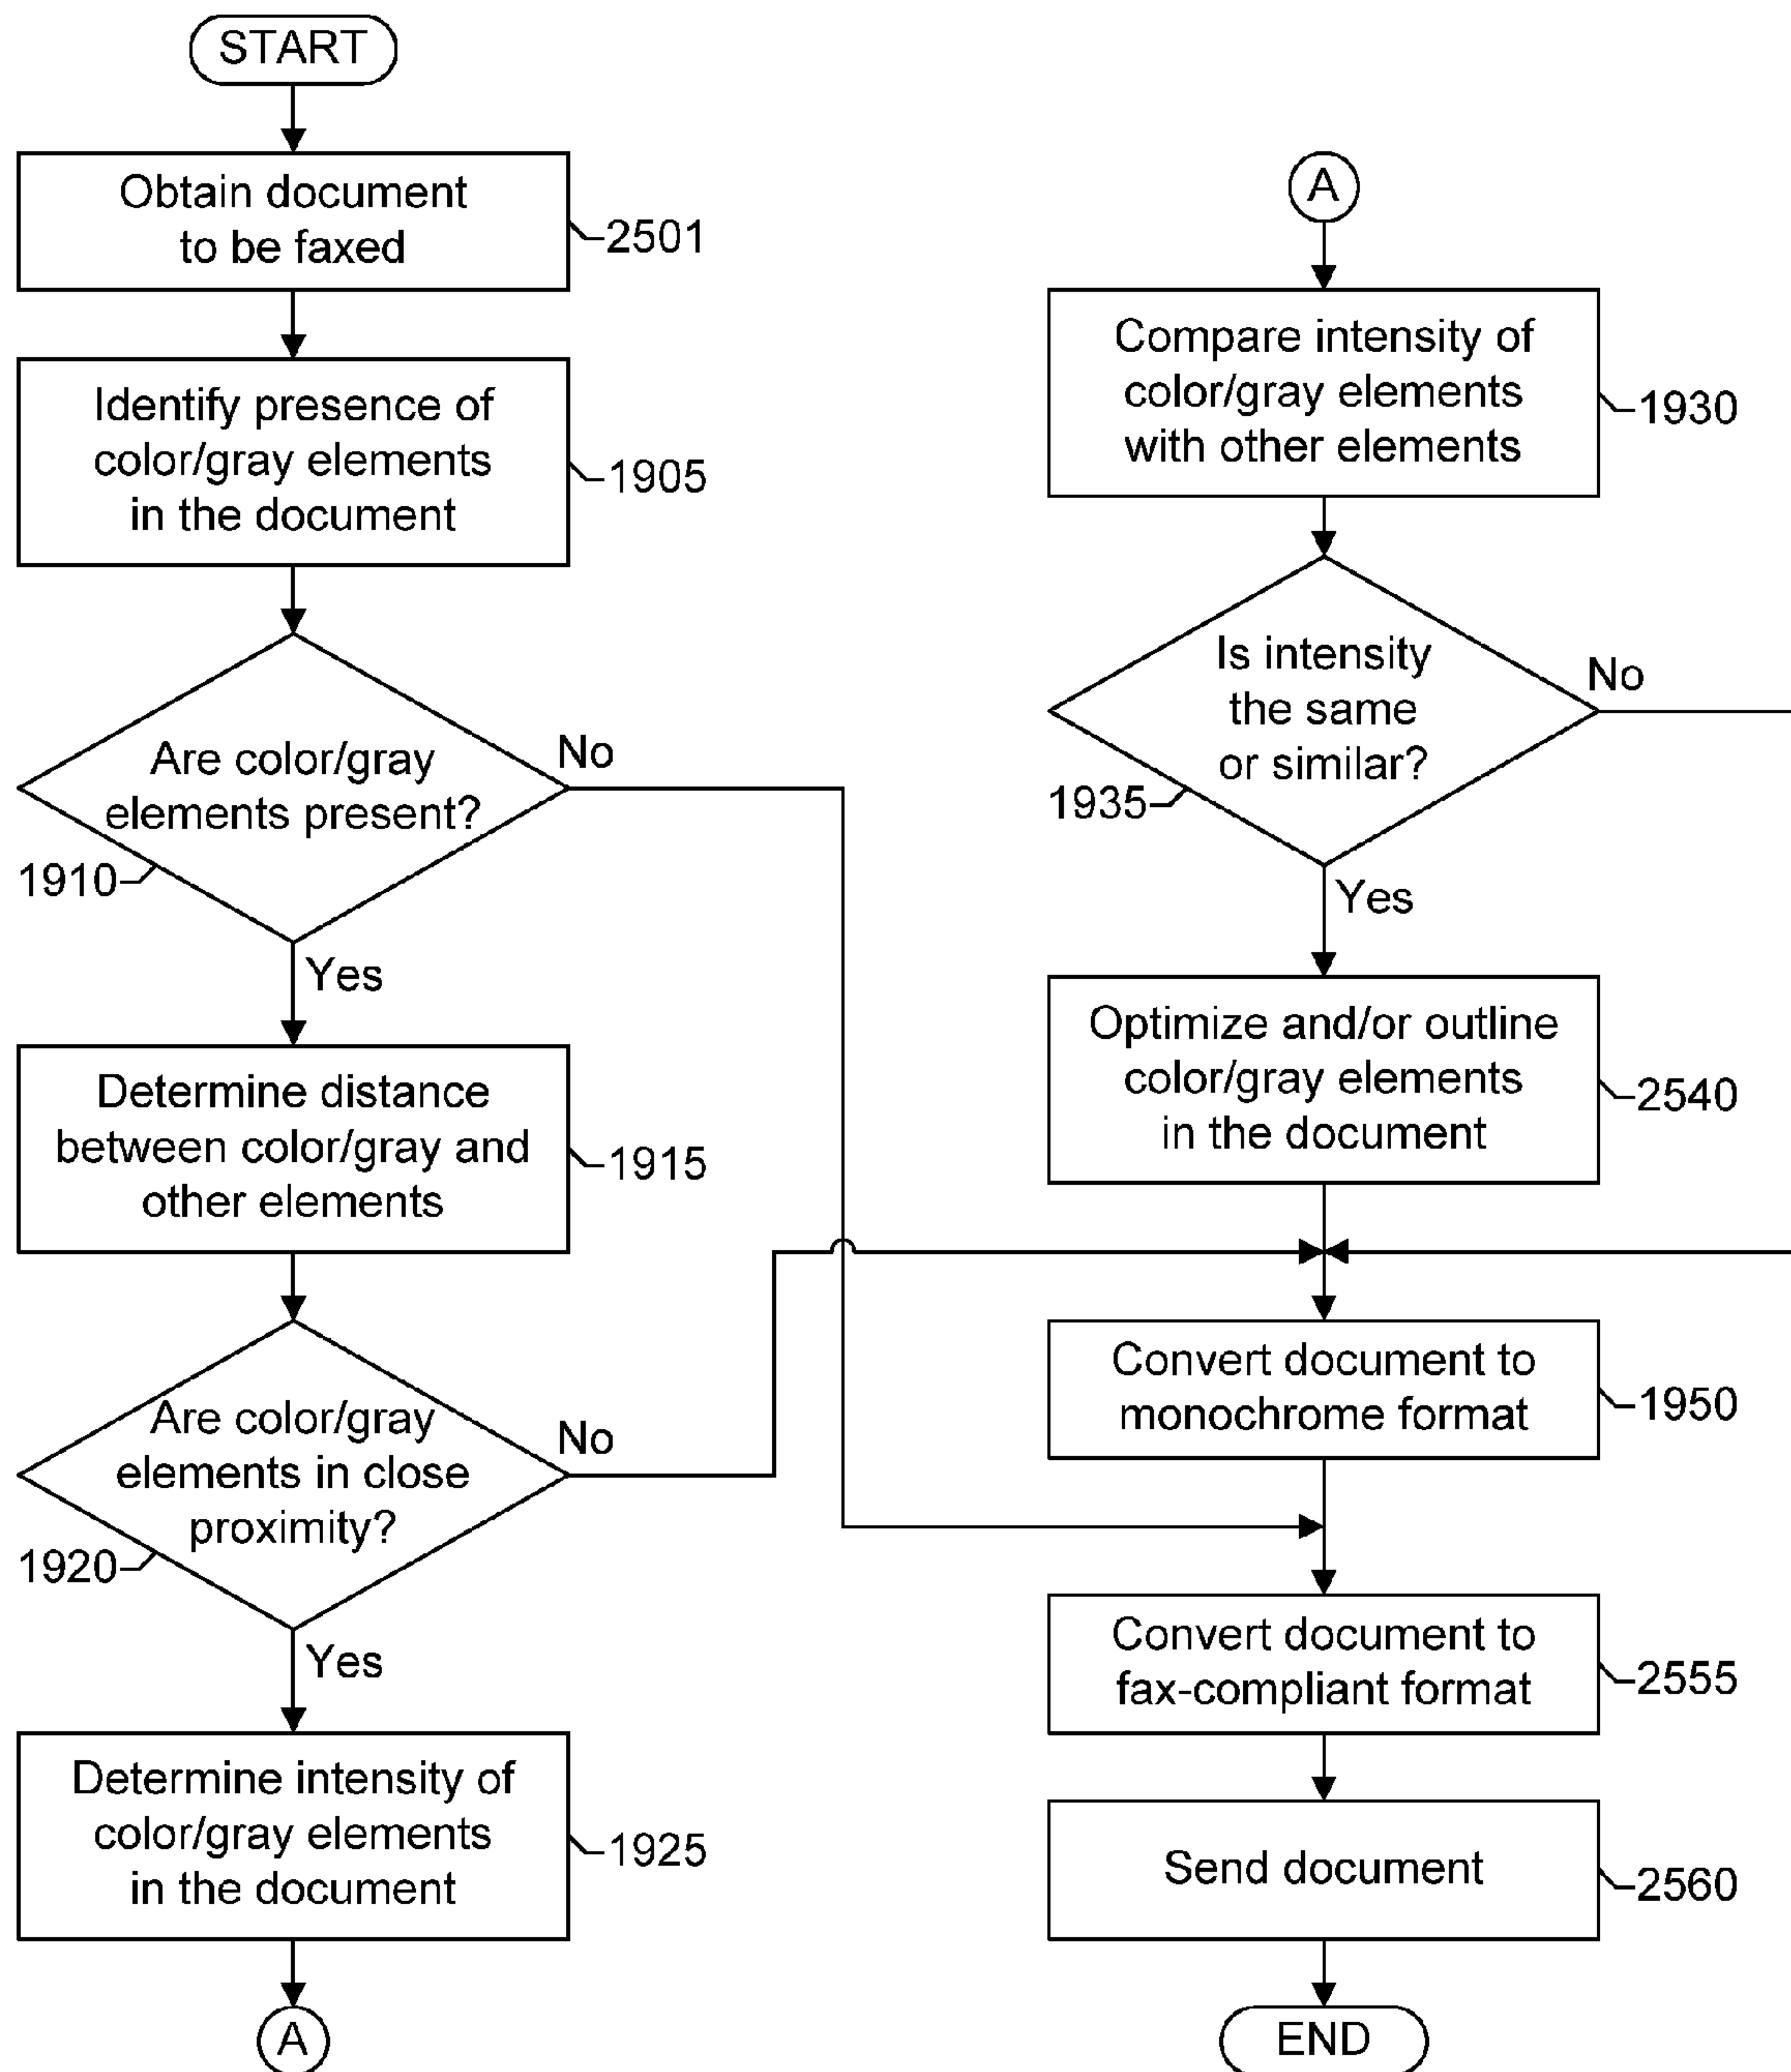 START
Obtain document
to be faxed
2501
Identify presence of
color/gray elements
in the document
1905
Are color/gray
elements present?
No
1910
Yes
Determine distance
between color/gray and
other elements
1915
Are color/gray
elements in close
proximity?
No
1920
Yes
Determine intensity of
color/gray elements
in the document
1925
A
A
Compare intensity of
color/gray elements
with other elements
1930
Is intensity
the same
or similar?
No
1935
Yes
Optimize and/or outline
color/gray elements
in the document
2540
Convert document to
monochrome format
1950
Convert document to
fax-compliant format
2555
Send document
2560
END